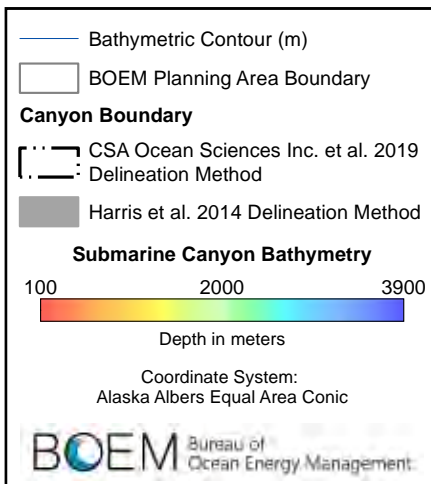 Bathymetric Contour (m)
BOEM Planning Area Boundary
Canyon Boundary
CSA Ocean Sciences Inc. et al. 2019
Delineation Method
Harris et al. 2014 Delineation Method
Submarine Canyon Bathymetry
100 2000 3900
Depth in meters
Coordinate System:
Alaska Albers Equal Area Conic
BOEM Bureau of
Ocean Energy Management